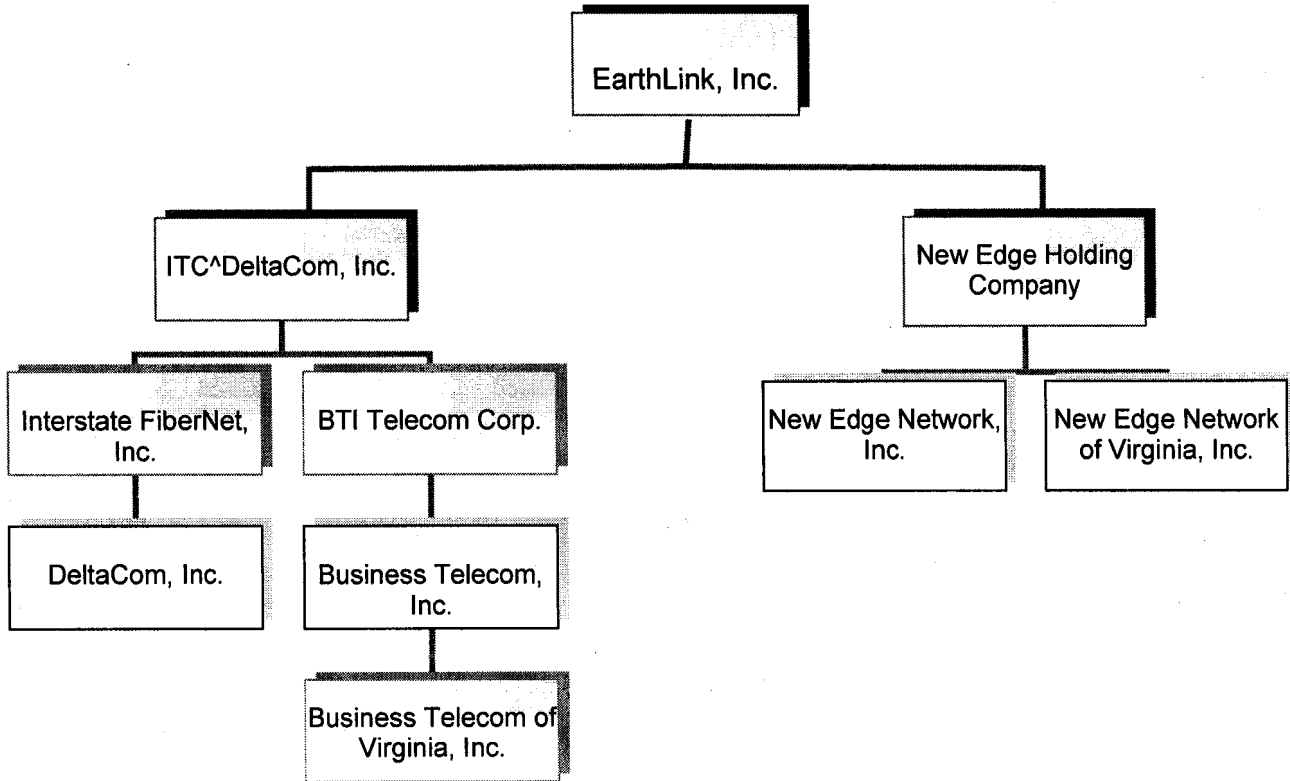 EarthLink, Inc.
ITC^DeltaCom, Inc.
New Edge Holding
Company
Interstate FiberNet,
Inc.
BTI Telecom Corp.
New Edge Network,
Inc.
New Edge Network
of Virginia, Inc.
DeltaCom, Inc.
Business Telecom,
Inc.
Business Telecom of
Virginia, Inc.